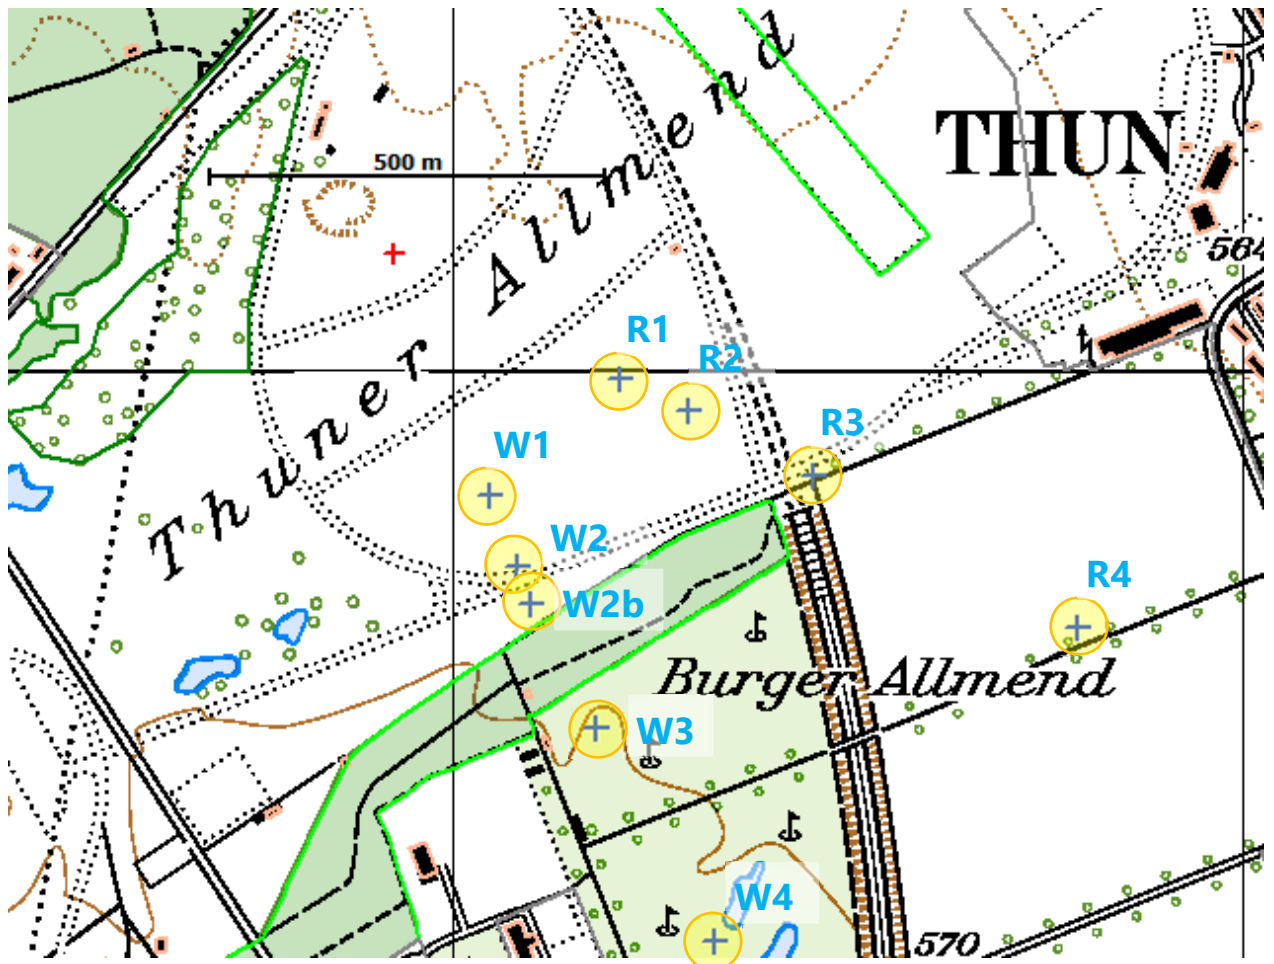 THUN
500 m
Thuner Allmend
564
R1
R2
R3
W1
W2
W2b
R4
Burger Allmend
W3
W4
570